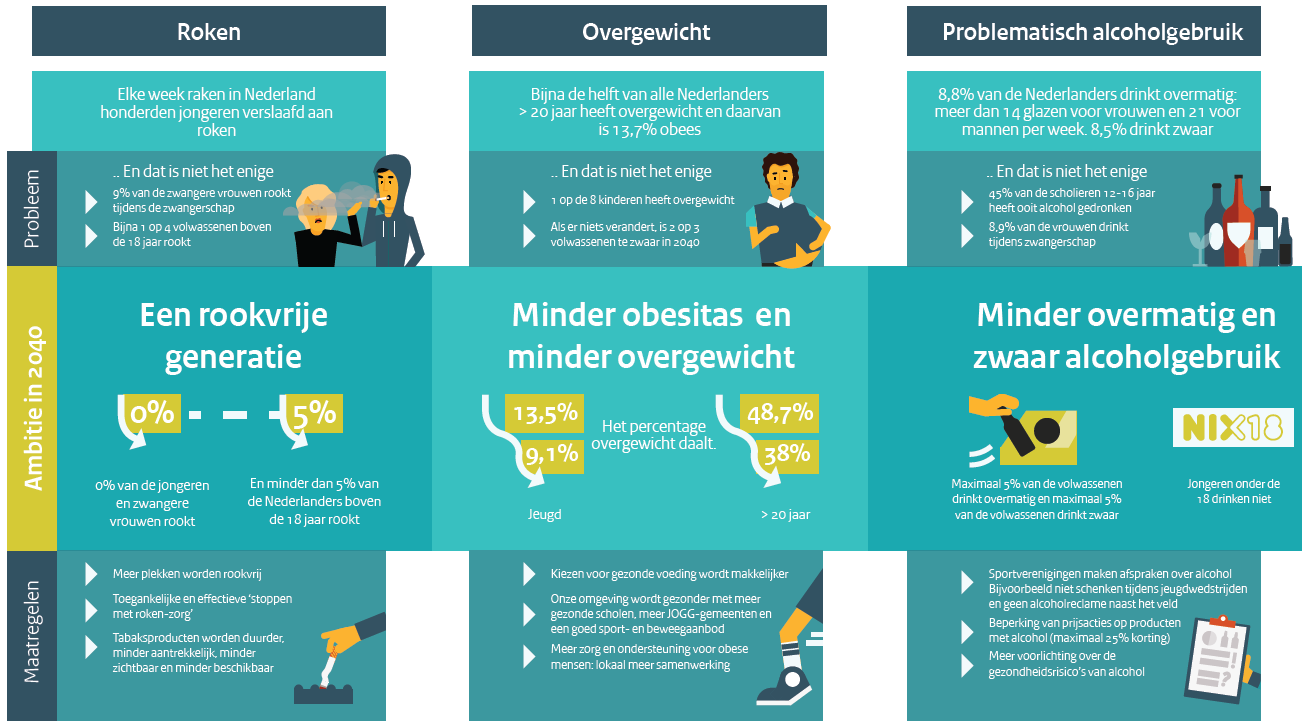 Roken
Elke week raken in Nederland
honderden jongeren verslaafd aan
roken
Overgewicht
Bijna de helft van alle Nederlanders
> 20 jaar heeft overgewicht en daarvan
is 13,7% obees
Problematisch alcoholgebruik
8,8% van de Nederlanders drinkt overmatig:
meer dan 14 glazen voor vrouwen en 21 voor
mannen per week. 8,5% drinkt zwaar
Probleem
.. En dat is niet het enige
9% van de zwangere vrouwen rookt
tijdens de zwangerschap
Bijna 1 op 4 volwassenen boven
de 18 jaar rookt
.. En dat is niet het enige
1 op de 8 kinderen heeft overgewicht
Als er niets verandert, is 2 op 3
volwassenen te zwaar in 2040
.. En dat is niet het enige
45% van de scholieren 12-16 jaar
heeft ooit alcohol gedronken
8,9% van de vrouwen drinkt
tijdens zwangerschap
Ambitie in 2040
Een rookvrije
generatie
0%
5%
0% van de jongeren
en zwangere
vrouwen rookt
En minder dan 5% van
de Nederlanders boven
de 18 jaar rookt
Minder obesitas en
minder overgewicht
13,5%
9,1%
Jeugd
Het percentage
overgewicht daalt.
48,7%
38%
> 20 jaar
Minder overmatig en
zwaar alcoholgebruik
Maximaal 5% van de volwassenen
drinkt overmatig en maximaal 5%
van de volwassenen drinkt zwaar
NIX18
Jongeren onder de
18 drinken niet
Maatregelen
Meer plekken worden rookvrij
Toegankelijke en effectieve ‘stoppen
met roken-zorg’
Tabaksproducten worden duurder,
minder aantrekkelijk, minder
zichtbaar en minder beschikbaar
Kiezen voor gezonde voeding wordt makkelijker
Onze omgeving wordt gezonder met meer
gezonde scholen, meer JOGG-gemeenten en
een goed sport- en beweegaanbod
Meer zorg en ondersteuning voor obese
mensen: lokaal meer samenwerking
Sportverenigingen maken afspraken over alcohol
Bijvoorbeeld niet schenken tijdens jeugdwedstrijden
en geen alcoholreclame naast het veld
Beperking van prijsacties op producten
met alcohol (maximaal 25% korting)
Meer voorlichting over de
gezondheidsrisico’s van alcohol